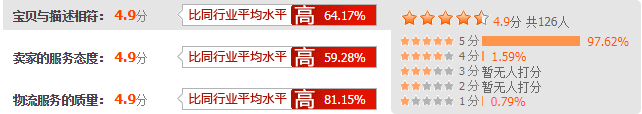 宝贝与描述相符： 4.9分 比同行业平均水平 高 64.17%
卖家的服务态度： 4.9分 比同行业平均水平 高 59.28%
物流服务的质量： 4.9分 比同行业平均水平 高 81.15%
4.9分 共126人
5分 97.62%
4分 1.59%
3分 暂无人打分
2分 暂无人打分
1分 0.79%